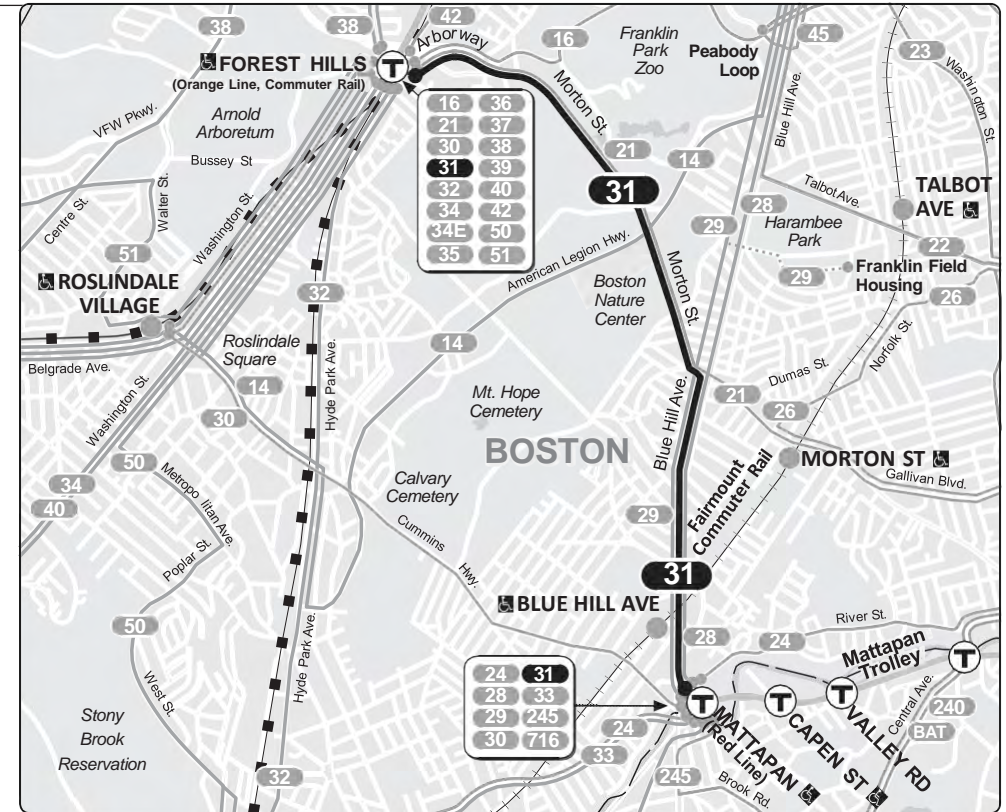 38
38
42
Arborway
16
Franklin
Park
Zoo
Peabody
Loop
45
23
Washington St.
FOREST HILLS
T
(Orange Line, Commuter Rail)
VFW Pkwy.
Arnold
Arboretum
Bussey St
Morton St.
Blue Hill Ave.
16 36
21 37
30 38
31 39
32 40
34 42
34E 50
35 51
21
14
31
28
Talbot Ave.
TALBOT
AVE
Centre St.
Walter St.
Washington St.
51
29
Harambee
Park
22
American Legion Hwy.
29
Franklin Field
Housing
26
ROSLINDALE
VILLAGE
32
Boston
Nature
Center
Morton St.
Norfolk St.
Roslindale
Square
14
Dumas St.
Belgrade Ave.
14
Hyde Park Ave.
Mt. Hope
Cemetery
Blue Hill Ave.
21
26
30
Washington St.
BOSTON
MORTON ST
Gallivan Blvd.
50
34
40
Metropo litan Ave.
Calvary
Cemetery
Fairmount
Commuter Rail
29
Cummins
Hwy.
Poplar St.
31
BLUE HILL AVE
50
River St.
28
24
Mattapan
Trolley
T
Hyde Park Ave.
West St.
24 31
28 33
29 245
30 716
T
T
T
Central Ave.
240
BAT
Stony
Brook
Reservation
24
33
MATTAPAN
(Red Line)
CAPEN ST
VALLEY RD
32
245
Brook Rd.